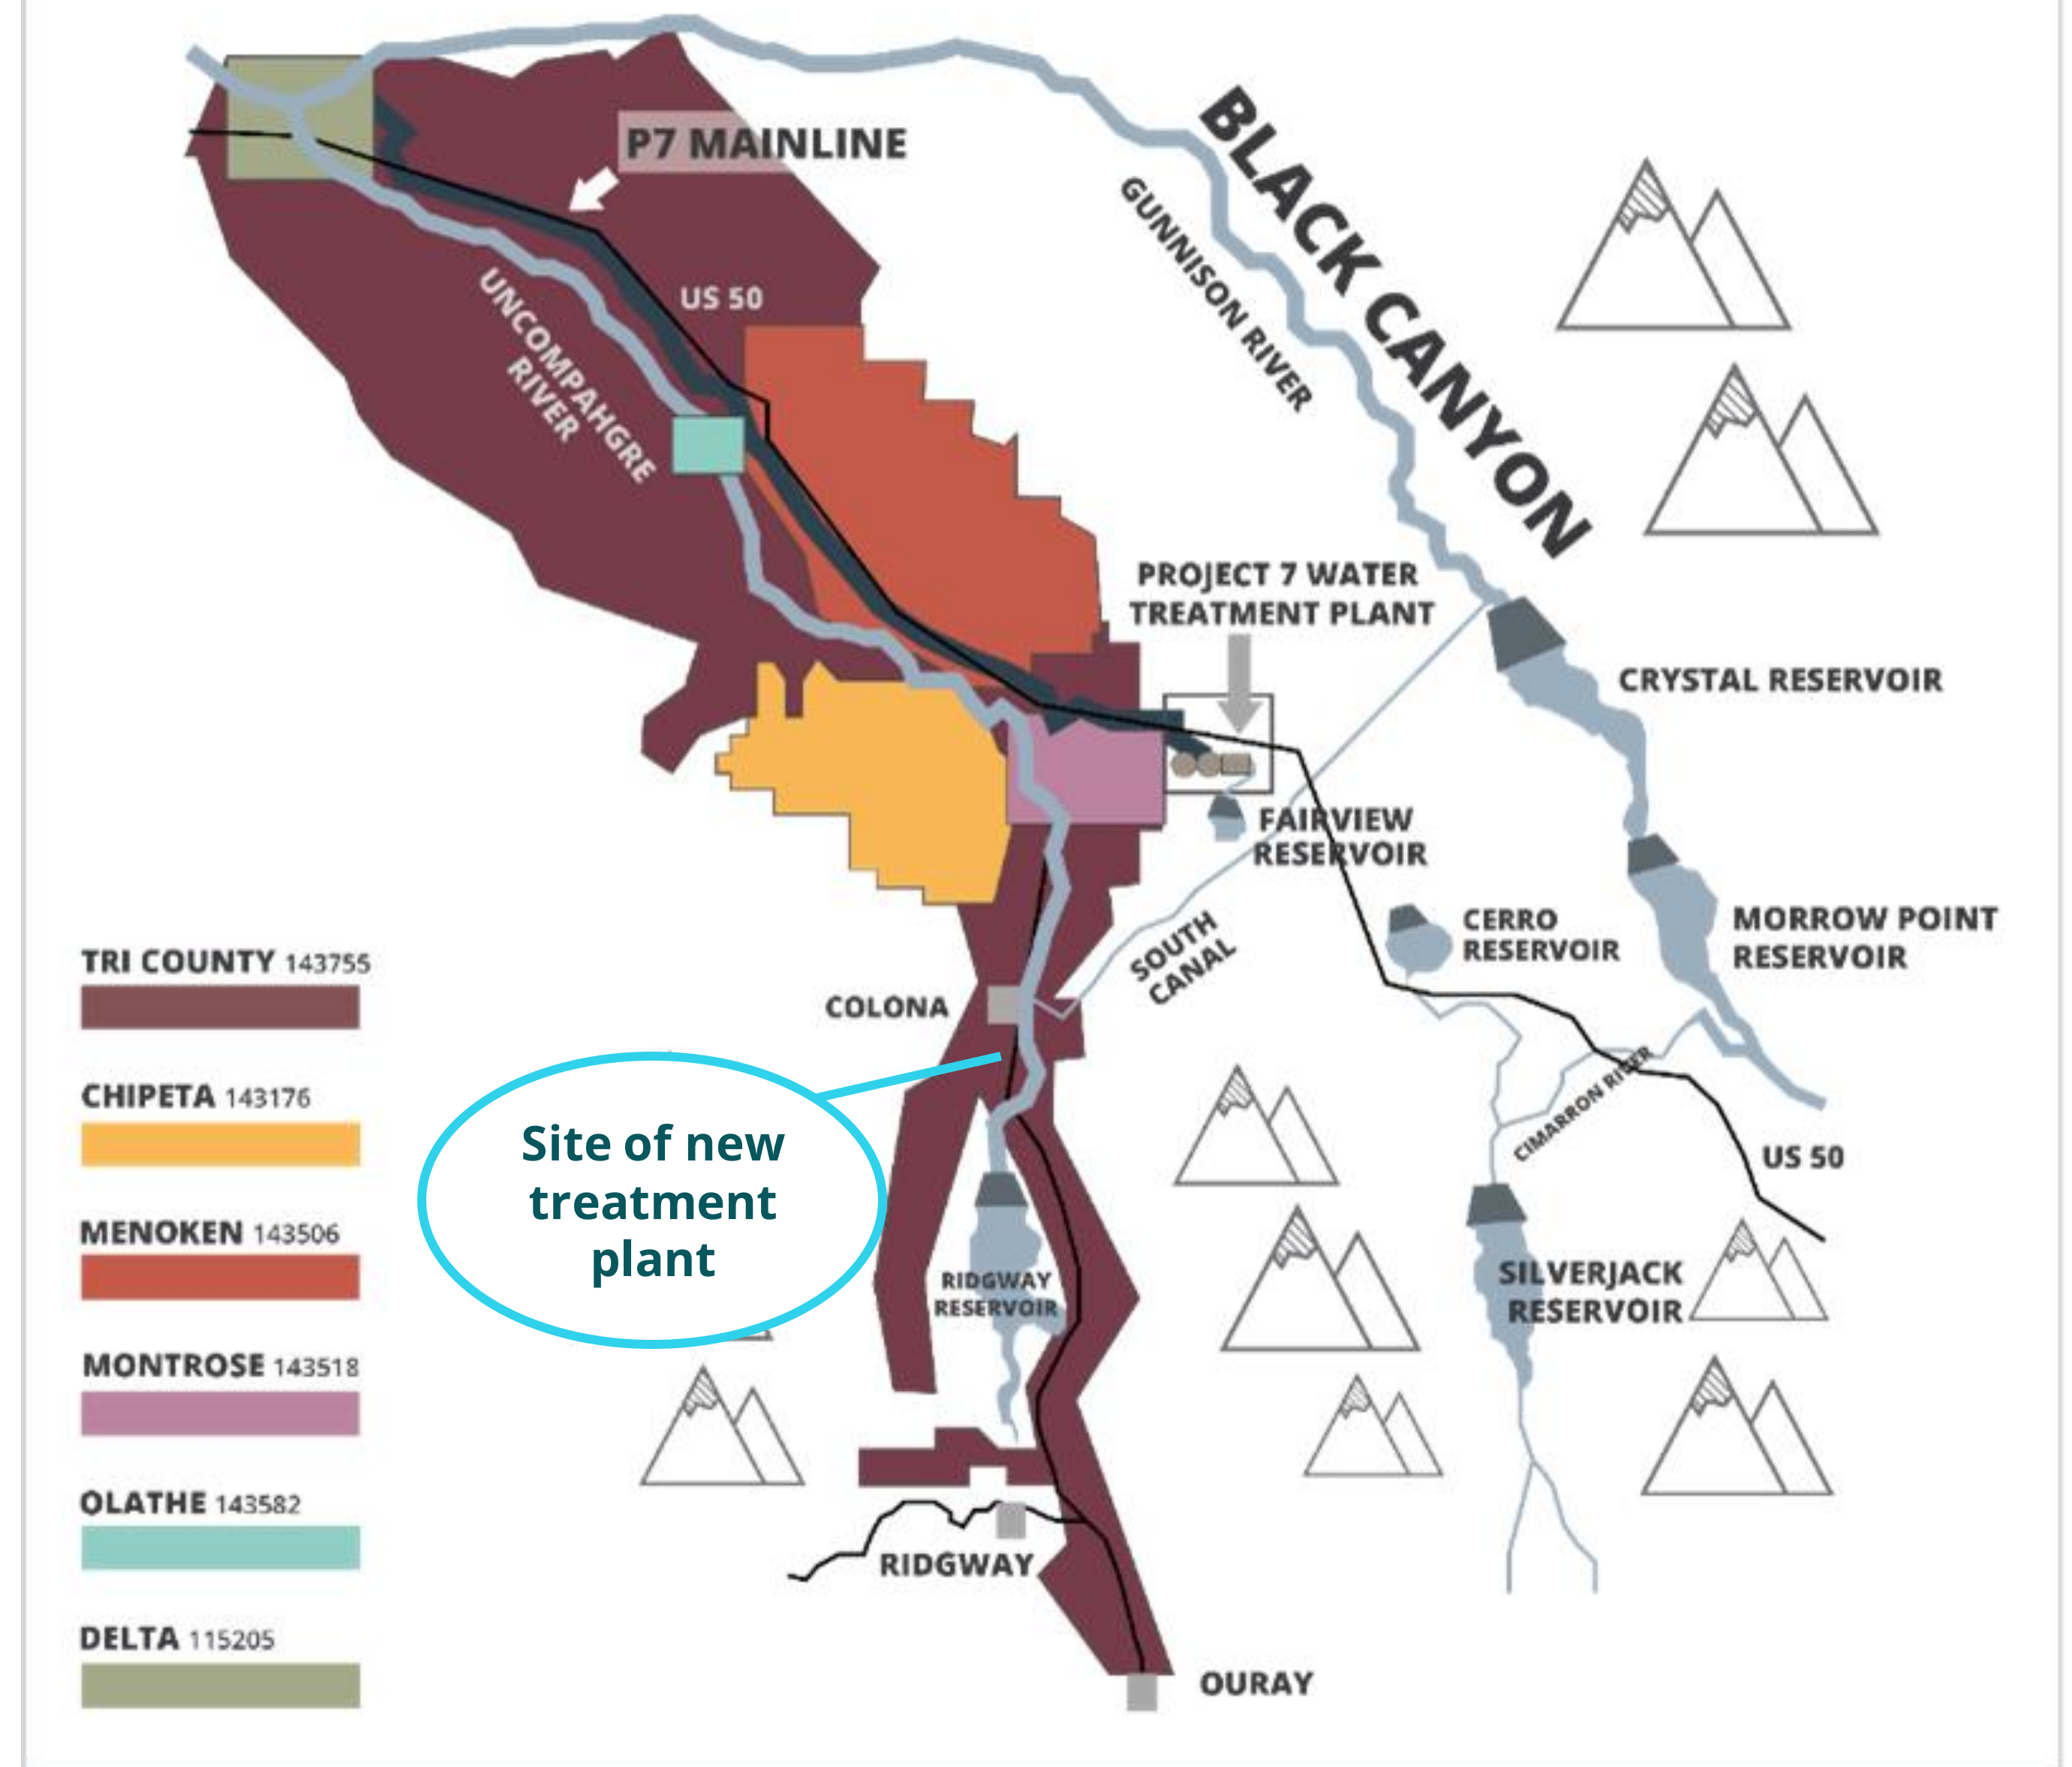 P7 MAINLINE
BLACK CANYON
GUNNISON RIVER
US 50
UNCOMPAHGRE
RIVER
PROJECT 7 WATER
TREATMENT PLANT
CRYSTAL RESERVOIR
FAIRVIEW
RESERVOIR
CERRO
RESERVOIR
MORROW POINT
RESERVOIR
SOUTH
CANAL
COLONA
CIMARRON RIVER
US 50
Site of new
treatment
plant
RIDGWAY
RESERVOIR
SILVERJACK
RESERVOIR
RIDGWAY
OURAY
TRI COUNTY 143755
CHIPETA 143176
MENOKEN 143506
MONTROSE 143518
OLATHE 143582
DELTA 115205